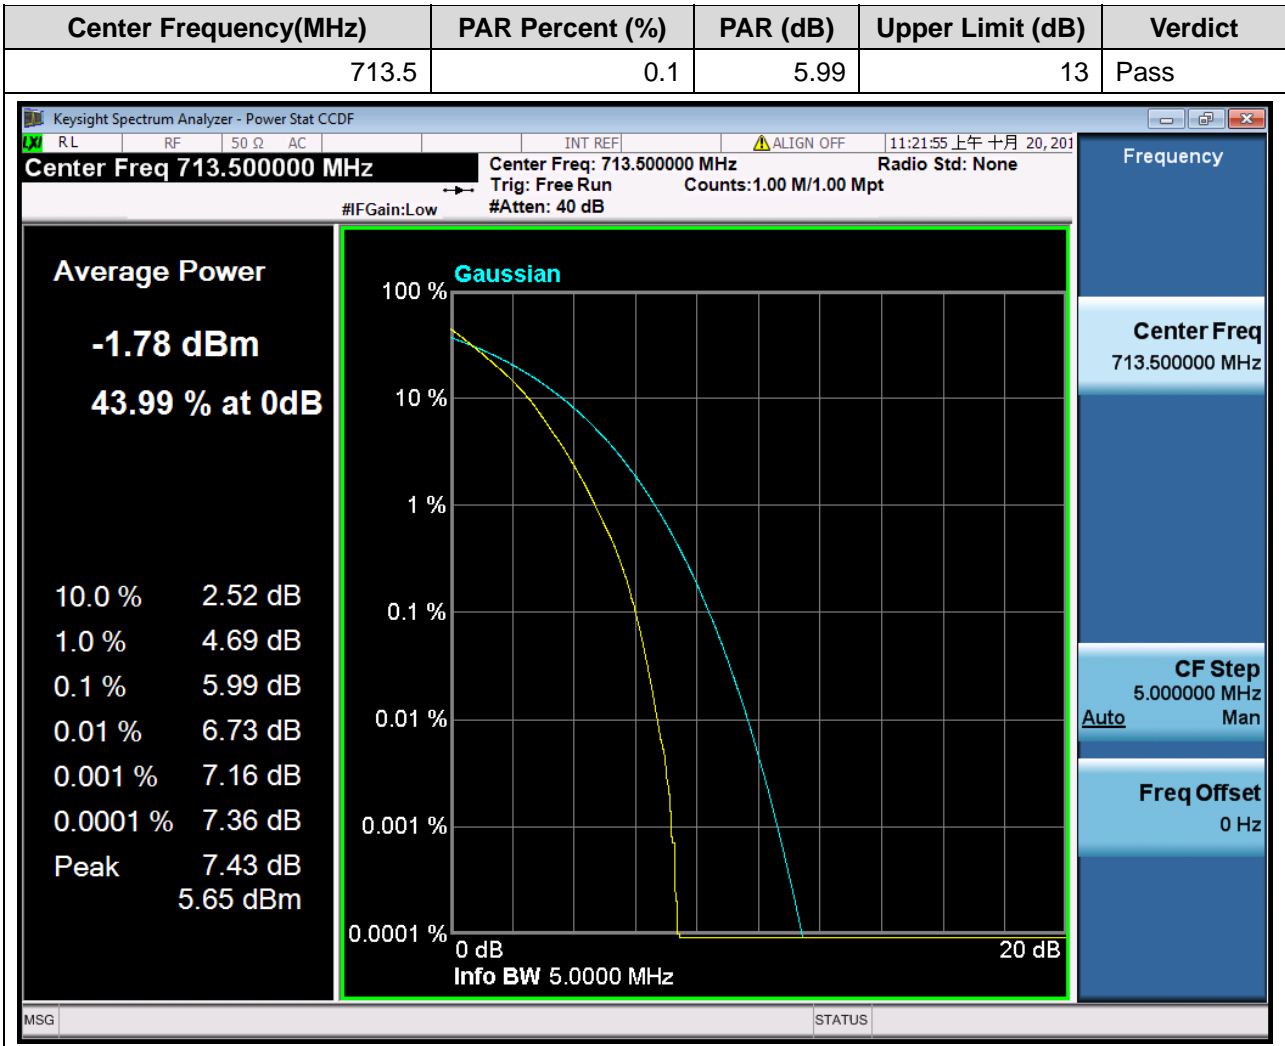 Center Frequency(MHz) PAR Percent (%) PAR (dB) Upper Limit (dB) Verdict
713.5 0.1 5.99 13 Pass
Keysight Spectrum Analyzer - Power Stat CCDF
LXI RL RF 50 Ω AC INT REF ALIGN OFF 11:21:55 上午 十月 20, 201
Center Freq 713.500000 MHz
Center Freq: 713.500000 MHz Radio Std: None
Trig: Free Run Counts:1.00 M/1.00 Mpt
#IFGain:Low #Atten: 40 dB
Average Power
-1.78 dBm
43.99 % at 0dB
10.0 % 2.52 dB
1.0 % 4.69 dB
0.1 % 5.99 dB
0.01 % 6.73 dB
0.001 % 7.16 dB
0.0001 % 7.36 dB
Peak 7.43 dB
5.65 dBm
Gaussian
100 %
10 %
1 %
0.1 %
0.01 %
0.001 %
0.0001 %
0 dB 20 dB
Info BW 5.0000 MHz
Frequency
Center Freq
713.500000 MHz
CF Step
5.000000 MHz
Auto Man
Freq Offset
0 Hz
MSG STATUS